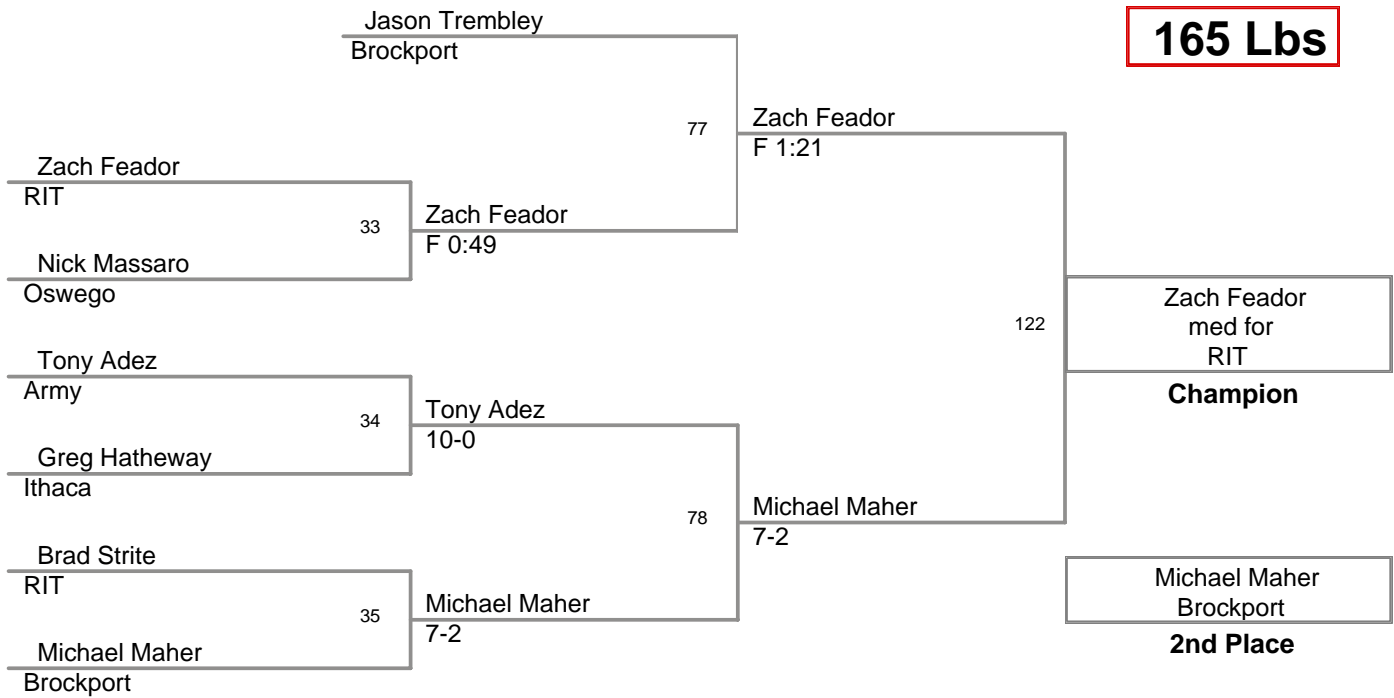 Jason Trembley
Brockport
165 Lbs
77
Zach Feador
F 1:21
Zach Feador
RIT
33
Zach Feador
F 0:49
Nick Massaro
Oswego
122
Zach Feador
med for
RIT
Champion
Tony Adez
Army
34
Tony Adez
10-0
Greg Hatheway
Ithaca
78
Michael Maher
7-2
Brad Strite
RIT
35
Michael Maher
7-2
Michael Maher
Brockport
Michael Maher
Brockport
2nd Place